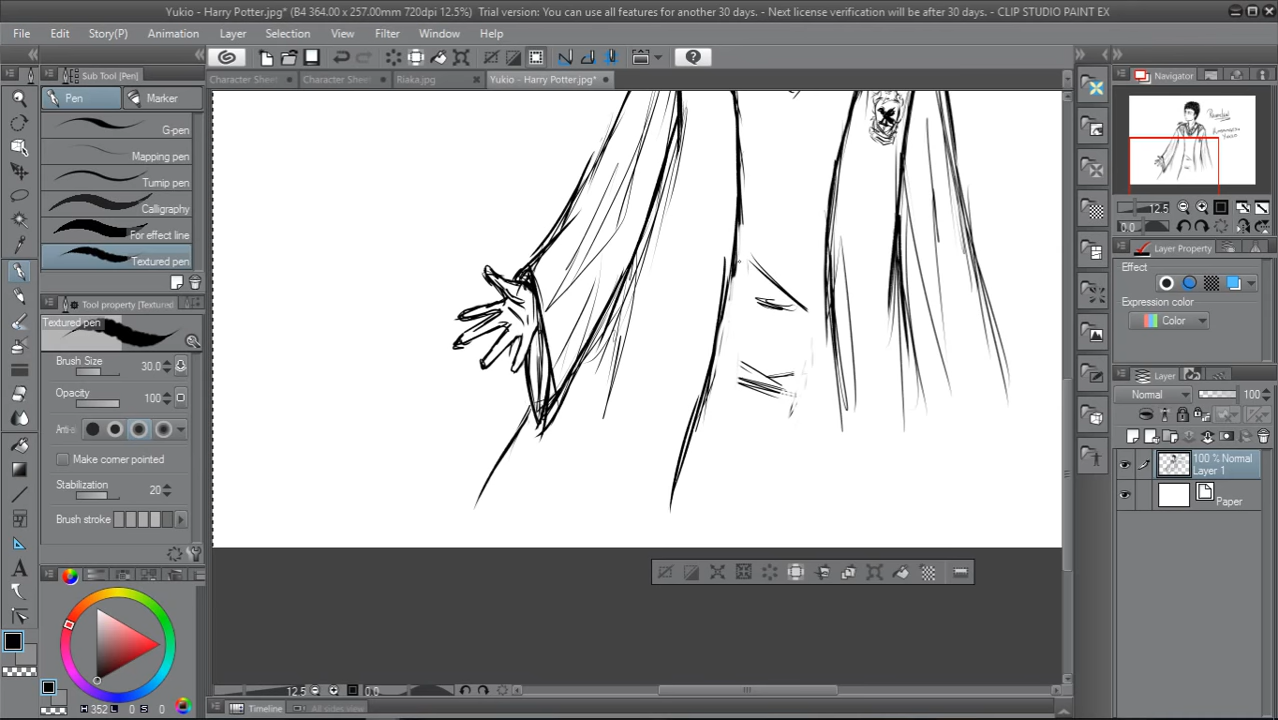 Yukio - Harry Potter.jpg* (B4 364.00 x 257.00mm 720dpi 12.5%) Trial version: You can use all features for another 30 days. - Next license verification will be after 30 days. - CLIP STUDIO PAINT EX
File Edit Story(P) Animation Layer Selection View Filter Window Help
Sub Tool [Pen]
Character Shee Character Shee Riaka.jpg Yukio - Harry Potter.jpg*
Navigator
Pen Marker
G-pen
Mapping pen
Turnip pen
Calligraphy
For effect line
Textured pen
12.5
0.0
Layer Property
Effect
Expression color
Color
Tool property [Textured
Textured pen
Brush Size 30.0
Opacity 100
Anti-a
Make corner pointed
Stabilization 20
Brush stroke
Layer
Normal 100
100 % Normal
Layer 1
Paper
12.5 0.0
H 352 L 0 S 0
Timeline All sides view